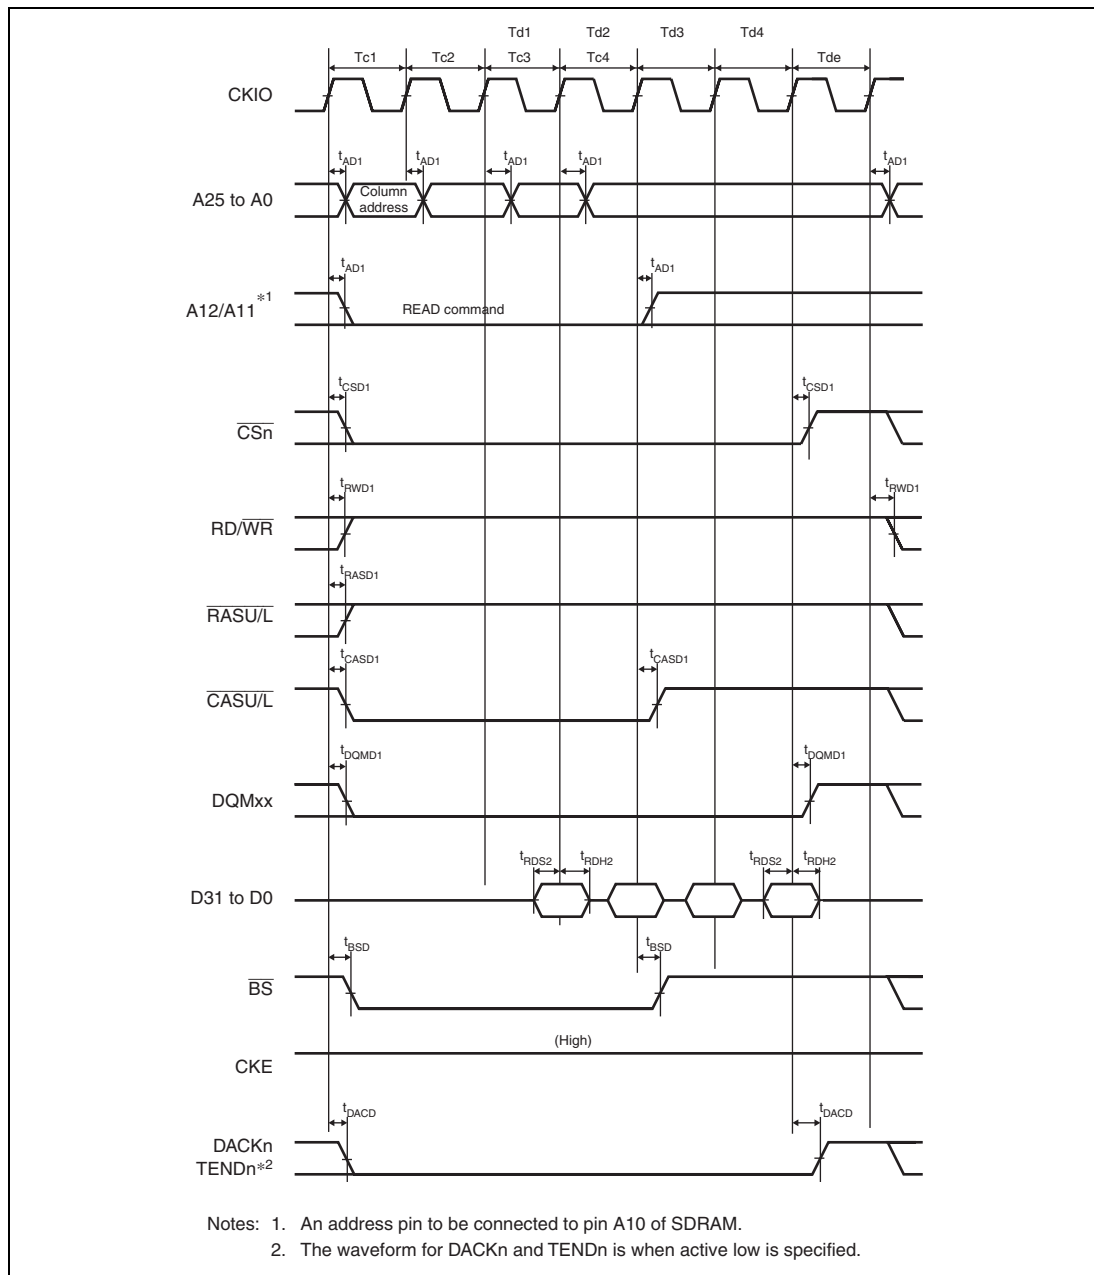 Td1 Td2 Td3 Td4
Tc1 Tc2 Tc3 Tc4 Tde
CKIO
tAD1 tAD1 tAD1 tAD1 tAD1
A25 to A0
Column
address
tAD1 tAD1
A12/A11*1
READ command
tCSD1 tCSD1
CSn
tRWD1 tRWD1
RD/WR
tRASD1
RASU/L
tCASD1 tCASD1
CASU/L
tDQMD1 tDQMD1
DQMxx
tRDS2 tRDH2 tRDS2 tRDH2
D31 to D0
tBSD tBSD
BS
(High)
CKE
tDACD tDACD
DACKn
TENDn*2
Notes: 1. An address pin to be connected to pin A10 of SDRAM.
2. The waveform for DACKn and TENDn is when active low is specified.